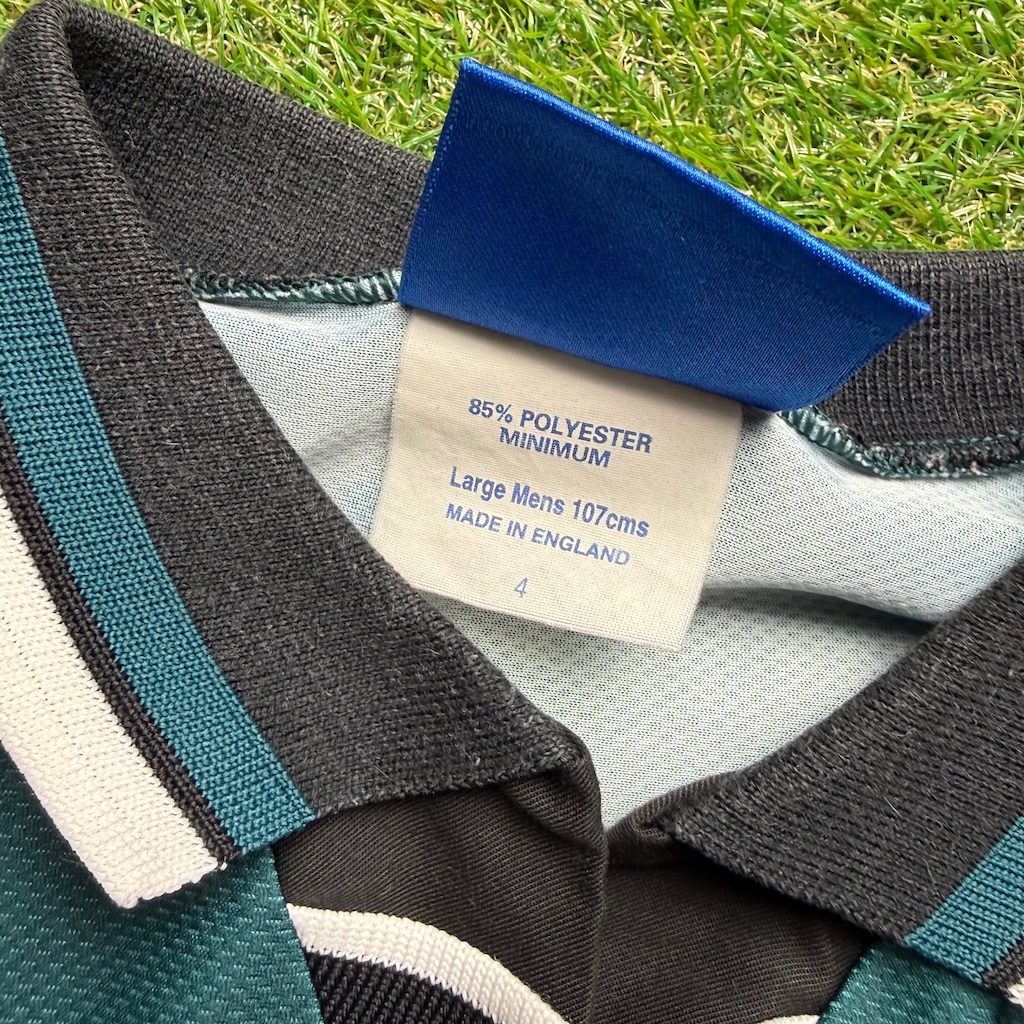 85% POLYESTER
MINIMUM
Large Mens 107cms
MADE IN ENGLAND
4